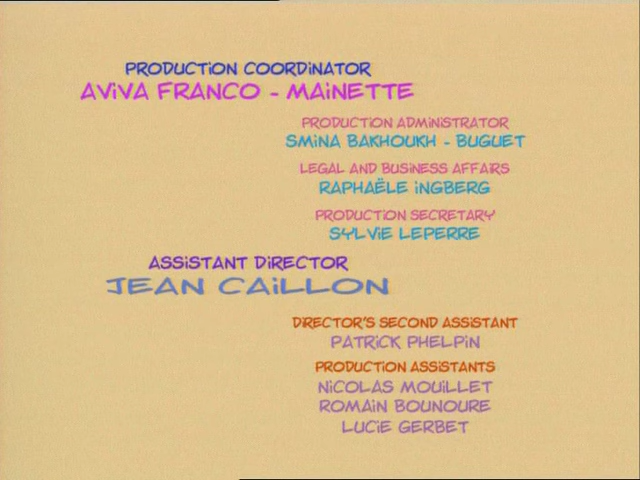 PRODUCTION COORDINATOR
AVIVA FRANCO - MAINETTE
PRODUCTION ADMINISTRATOR
SMINA BAKHOUKH - BUGUET
LEGAL AND BUSINESS AFFAIRS
RAPHAËLE INGBERG
PRODUCTION SECRETARY
SYLVIE LEPERRE
ASSISTANT DIRECTOR
JEAN CAILLON
DIRECTOR'S SECOND ASSISTANT
PATRICK PHELPIN
PRODUCTION ASSISTANTS
NICOLAS MOUILLET
ROMAIN BOUNOURE
LUCIE GERBET